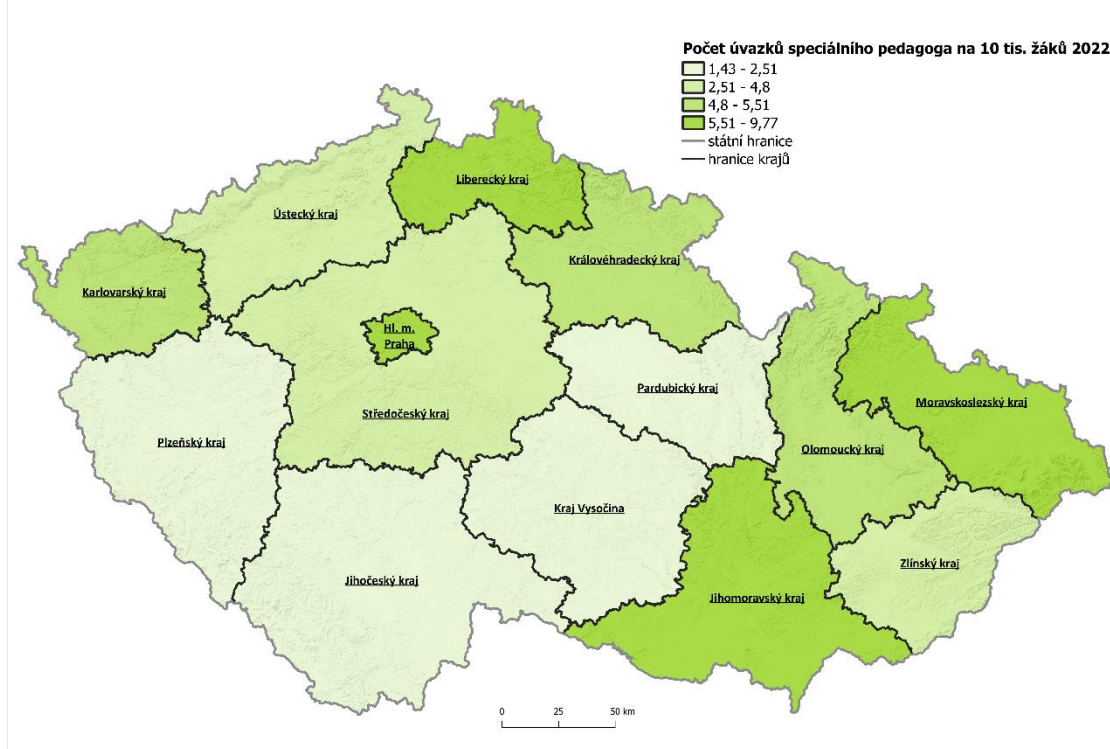 Počet úvazků speciálního pedagoga na 10 tis. žáků 2022
1,43 - 2,51
2,51 - 4,8
4,8 - 5,51
5,51 - 9,77
státní hranice
hranice krajů
Liberecký kraj
Ústecký kraj
Královéhradecký kraj
Karlovarský kraj
Hl. m.
Praha
Pardubický kraj
Moravskoslezský kraj
Středočeský kraj
Plzeňský kraj
Olomoucký kraj
Kraj Vysočina
Zlínský kraj
Jihočeský kraj
Jihomoravský kraj
0 25 50 km